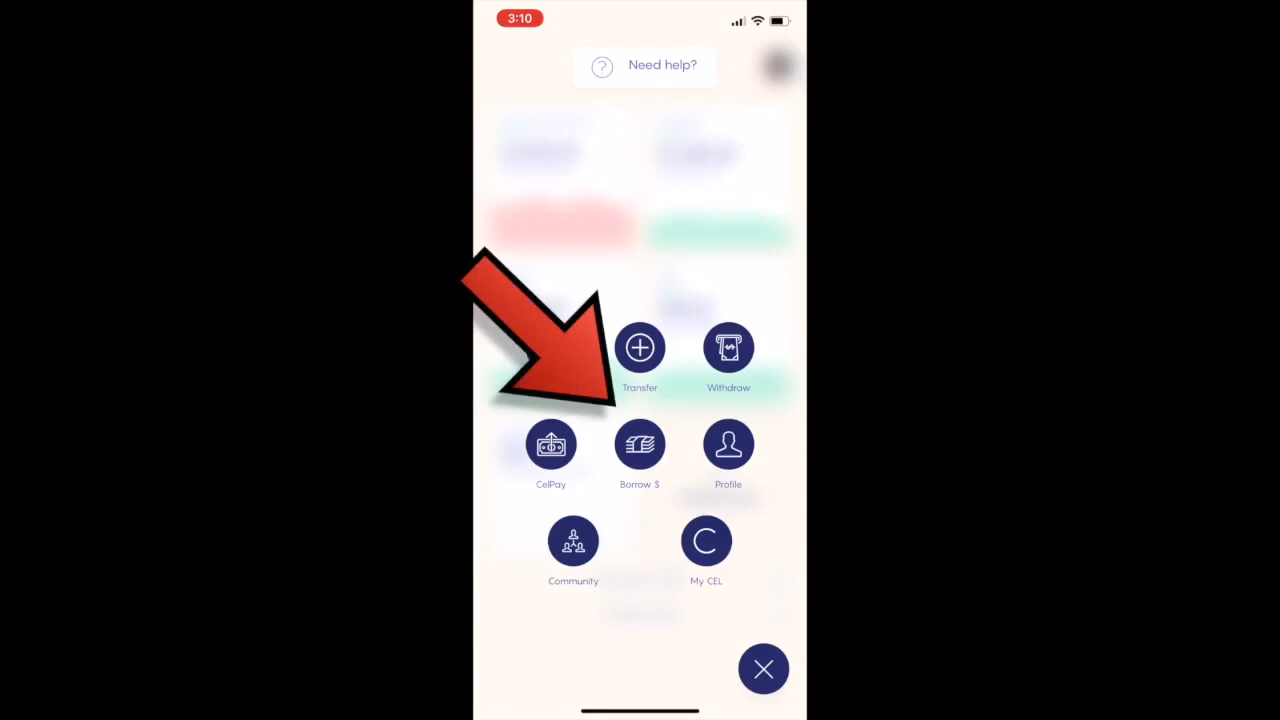 3:10
Need help?
Transfer
Withdraw
CelPay
Borrow $
Profile
Community
My CEL